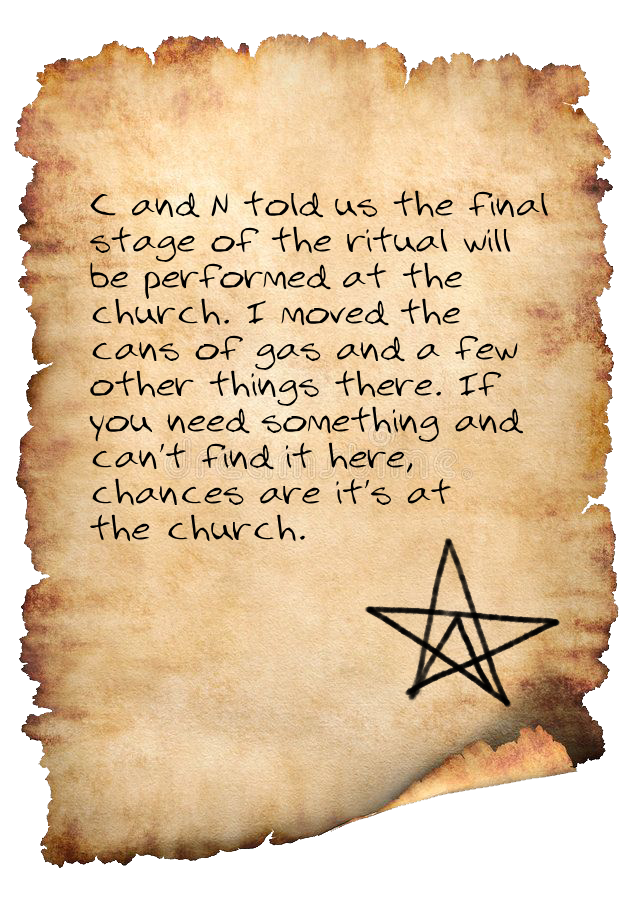 C and N told us the final
stage of the ritual will
be performed at the
church. I moved the
cans of gas and a few
other things there. If
you need something and
can't find it here,
chances are it's at
the church.